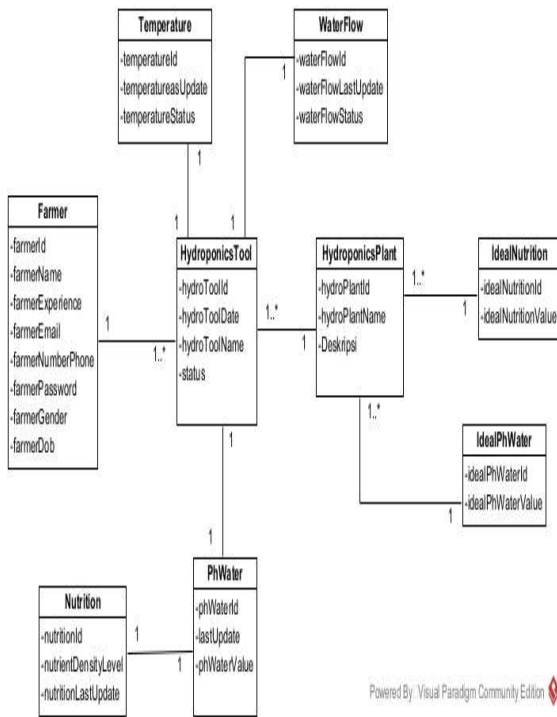 Temperature
-temperatureId
-temperatureasUpdate
-temperatureStatus
1
WaterFlow
-waterFlowId
-waterFlowLastUpdate
-waterFlowStatus
1
Farmer
-farmerId
-farmerName
-farmerExperience
-farmerEmail
-farmerNumberPhone
-farmerPassword
-farmerGender
-farmerDob
1
1..*
1
1
HydroponicsTool
-hydroToolId
-hydroToolDate
-hydroToolName
-status
1..*
1
1
HydroponicsPlant
-hydroPlantId
-hydroPlantName
-Deskripsi
1..*
1
1..*
IdealNutrition
-idealNutritionId
-idealNutritionValue
IdealPhWater
-idealPhWaterId
-idealPhWaterValue
1
1
PhWater
-phWaterId
-lastUpdate
-phWaterValue
Nutrition
-nutritionId
-nutrientDensityLevel
-nutritionLastUpdate
1
1
Powered By: Visual Paradigm Community Edition